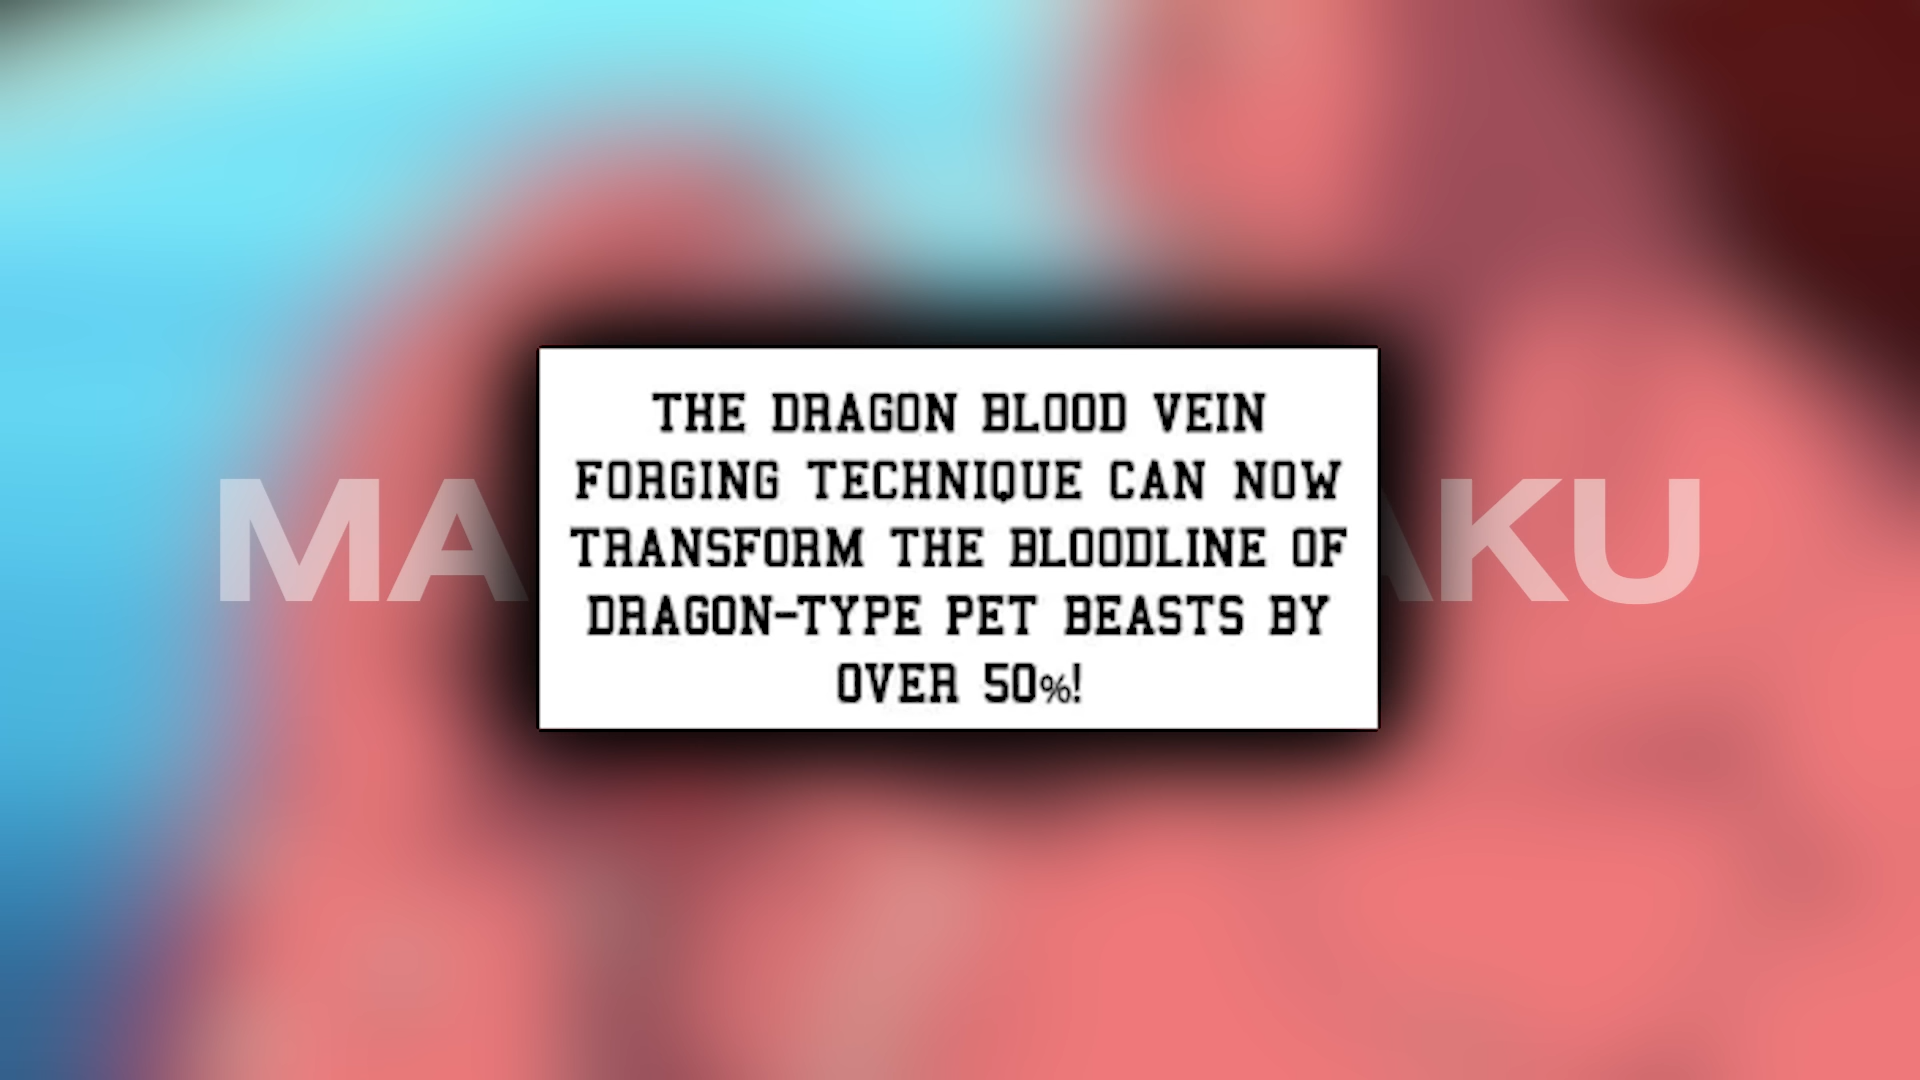 THE DRAGON BLOOD VEIN
FORGING TECHNIQUE CAN NOW
TRANSFORM THE BLOODLINE OF
DRAGON-TYPE PET BEASTS BY
OVER 50%!